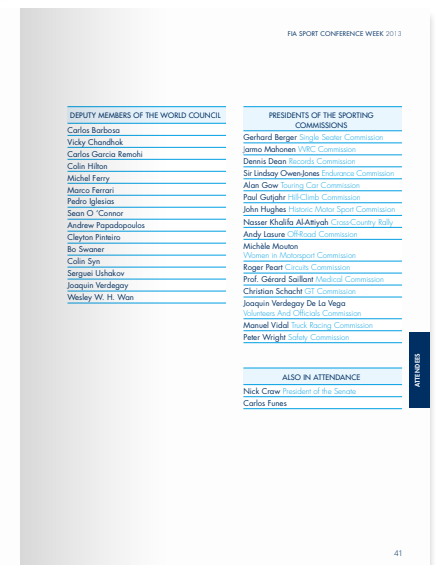 FIA SPORT CONFERENCE WEEK 2013
DEPUTY MEMBERS OF THE WORLD COUNCIL
Carlos Barbosa
Vicky Chandhok
Carlos Garcia Remohi
Colin Hilton
Michel Ferry
Marco Ferrari
Pedro Iglesias
Sean O 'Connor
Andrew Papadopoulos
Cleyton Pinteiro
Bo Swaner
Colin Syn
Serguei Ushakov
Joaquin Verdegay
Wesley W. H. Wan
PRESIDENTS OF THE SPORTING
COMMISSIONS
Gerhard Berger Single Seater Commission
Jarmo Mahonen WRC Commission
Dennis Dean Records Commission
Sir Lindsay Owen-Jones Endurance Commission
Alan Gow Touring Car Commission
Paul Gutjahr Hill-Climb Commission
John Hughes Historic Motor Sport Commission
Nasser Khalifa Al-Attiyah Cross-Country Rally
Andy Lasure Off-Road Commission
Michèle Mouton
Women in Motorsport Commission
Roger Peart Circuits Commission
Prof. Gérard Saillant Medical Commission
Christian Schacht GT Commission
Joaquin Verdegay De La Vega
Volunteers And Officials Commission
Manuel Vidal Truck Racing Commission
Peter Wright Safety Commission
ALSO IN ATTENDANCE
Nick Craw President of the Senate
Carlos Funes
ATTENDEES
41